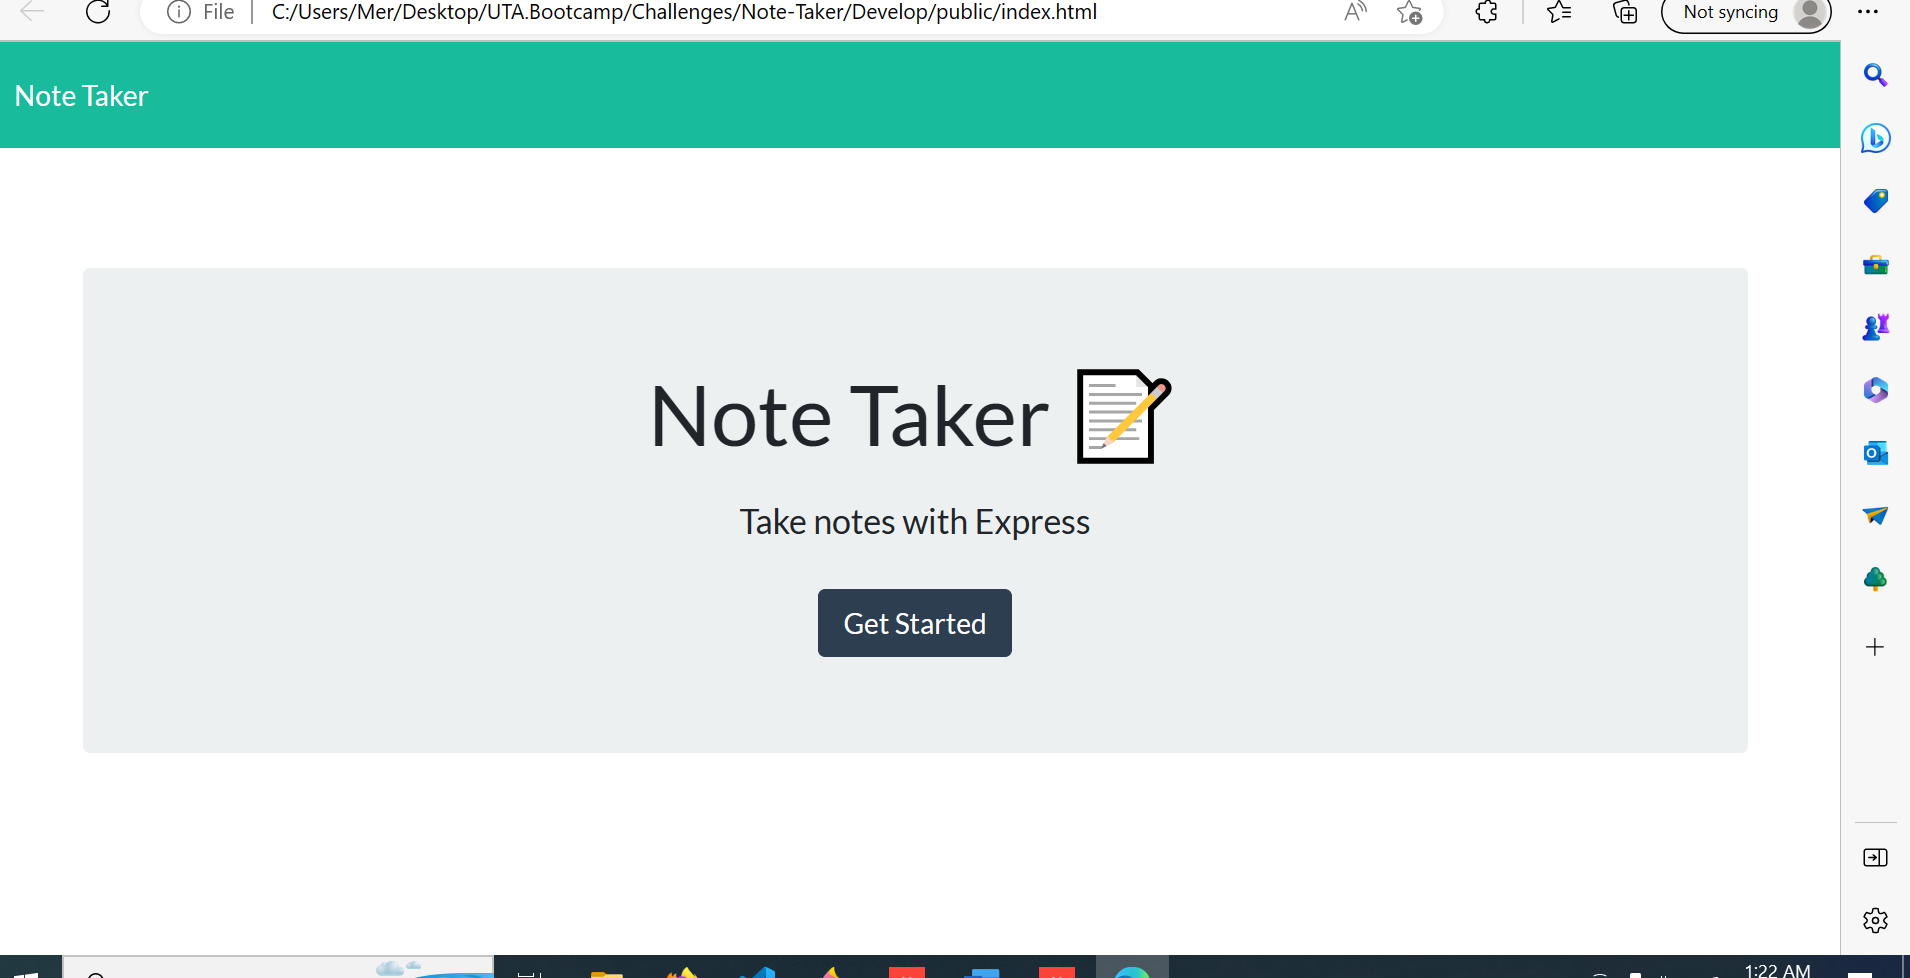 File
C:/Users/Mer/Desktop/UTA.Bootcamp/Challenges/Note-Taker/Develop/public/index.html
Not syncing
Note Taker
Note Taker
Take notes with Express
Get Started
1:22 AM